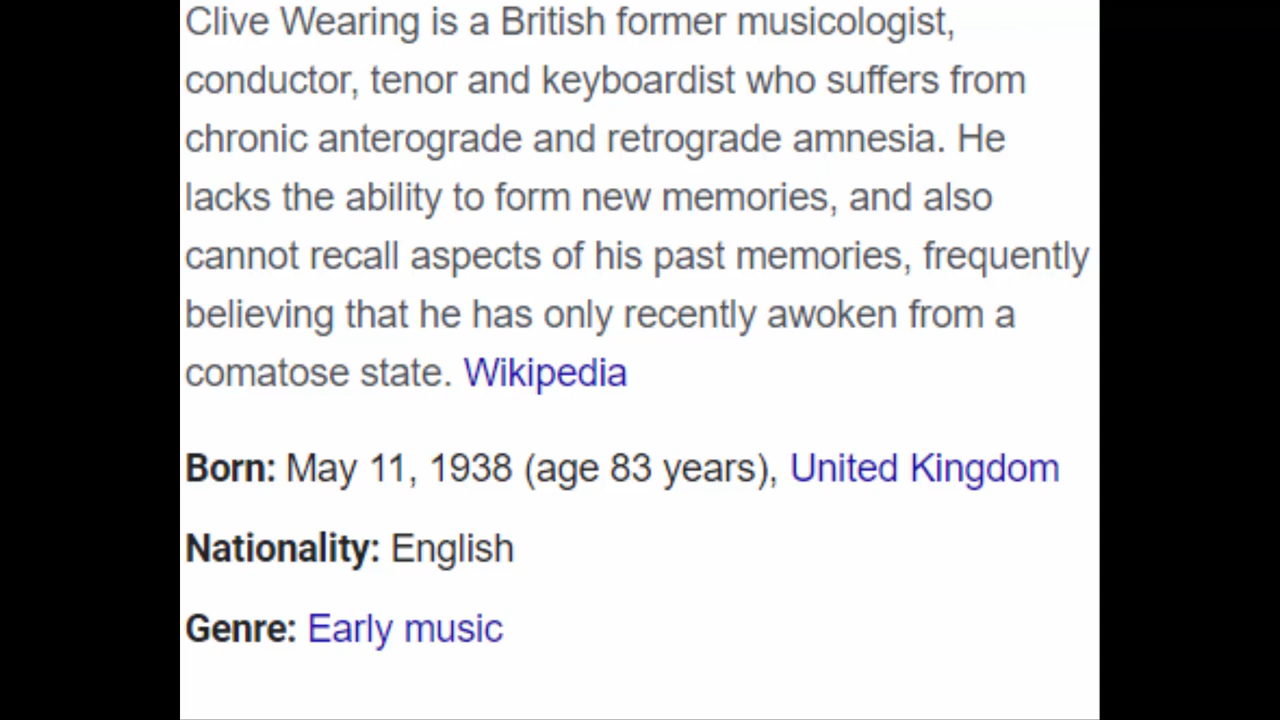 Clive Wearing is a British former musicologist,
conductor, tenor and keyboardist who suffers from
chronic anterograde and retrograde amnesia. He
lacks the ability to form new memories, and also
cannot recall aspects of his past memories, frequently
believing that he has only recently awoken from a
comatose state. Wikipedia
Born: May 11, 1938 (age 83 years), United Kingdom
Nationality: English
Genre: Early music